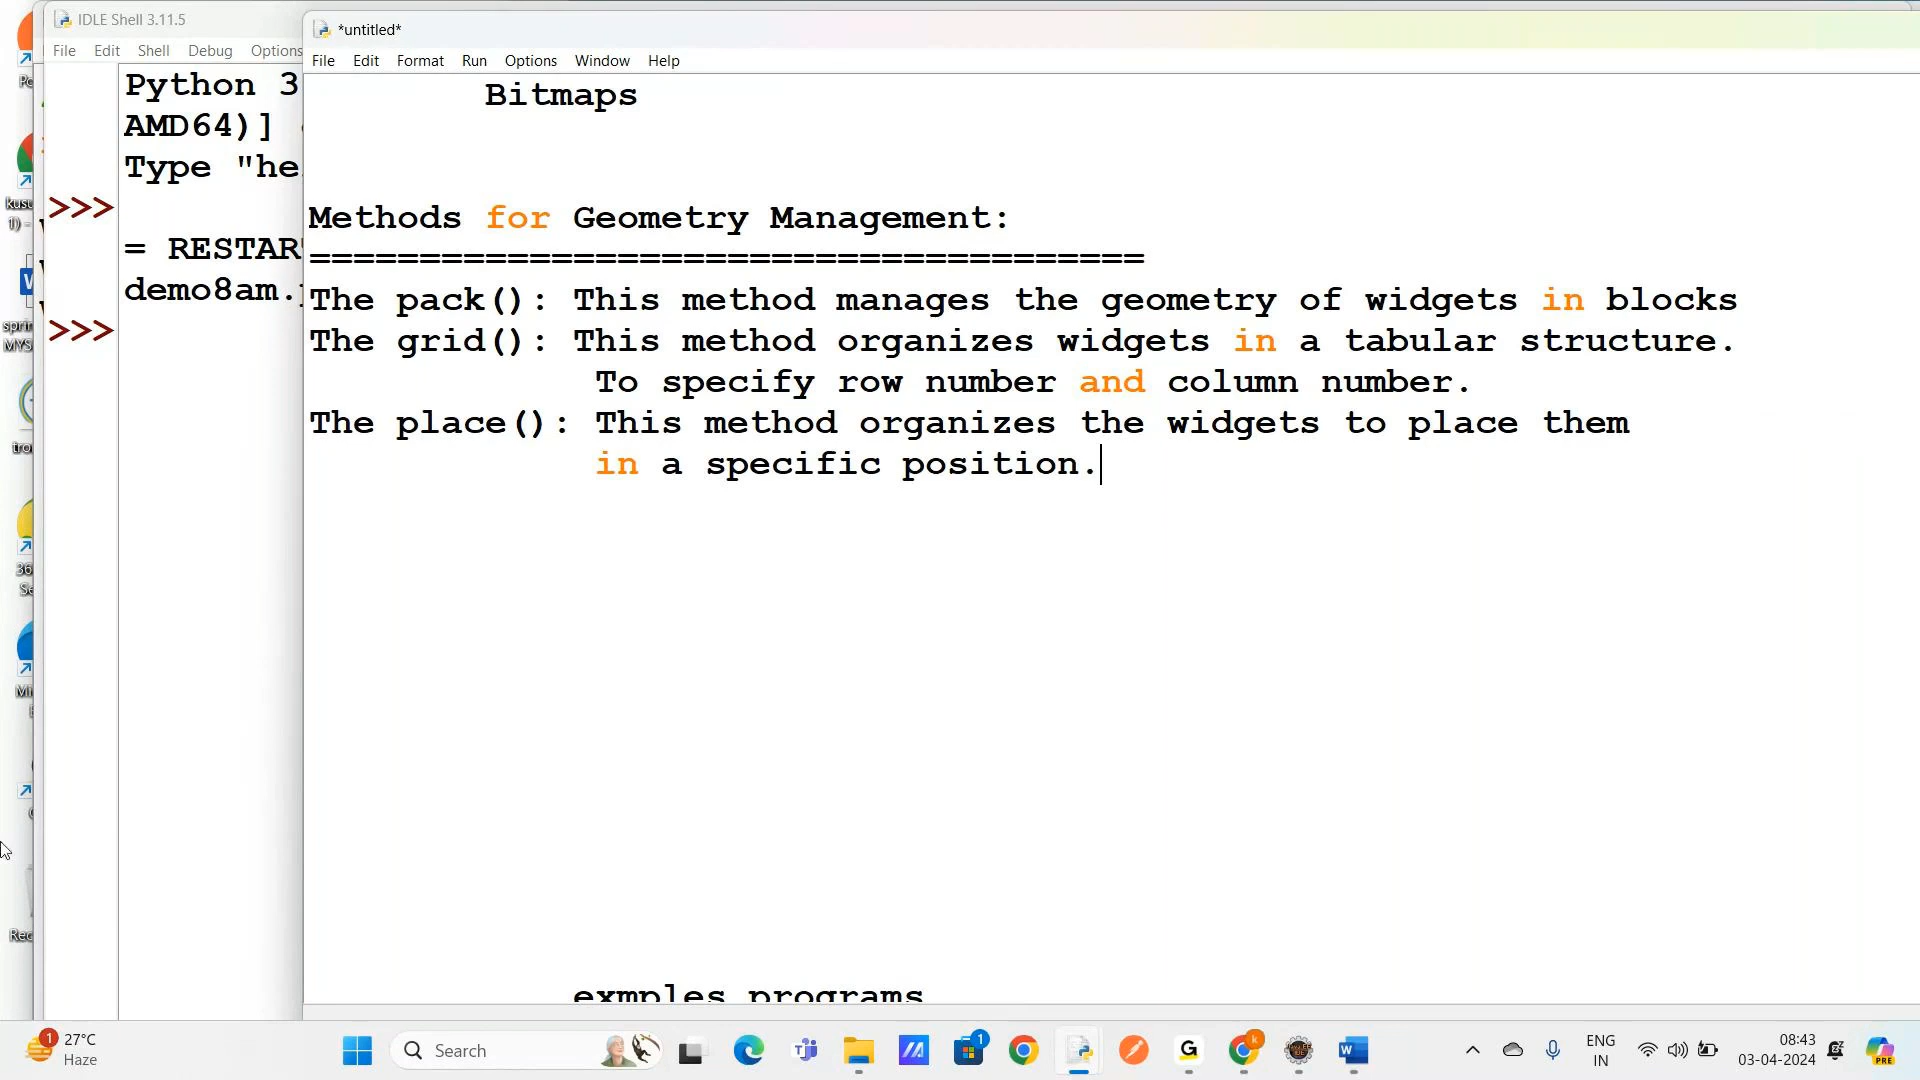 IDLE Shell 3.11.5
File Edit Shell Debug Options
Python 3
AMD64)]
Type "he
>>>
= RESTAR
demo8am.
>>>
*untitled*
File Edit Format Run Options Window Help
Bitmaps
Methods for Geometry Management:
======================================
The pack(): This method manages the geometry of widgets in blocks
The grid(): This method organizes widgets in a tabular structure.
To specify row number and column number.
The place(): This method organizes the widgets to place them
in a specific position.
exmples programs
1
27°C
Haze
Search
1
k
ENG
IN
08:43
03-04-2024
PRE